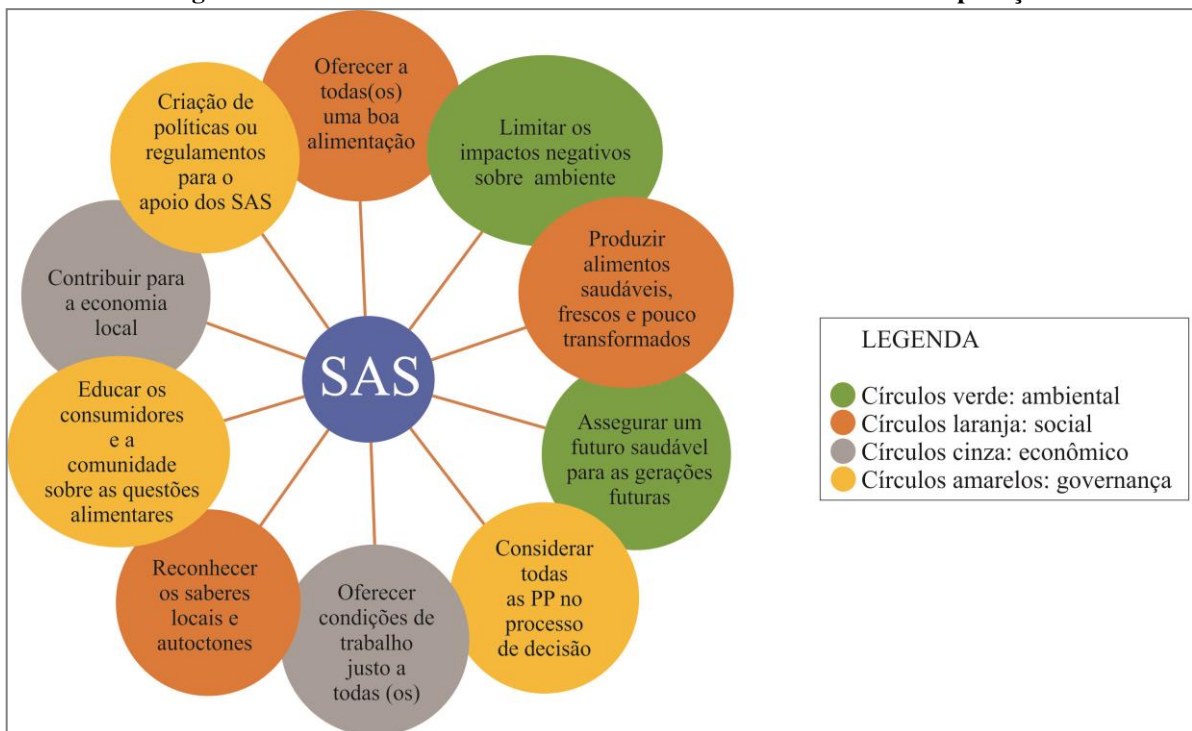 Oferecer a
todas(os)
uma boa
alimentação
Limitar os
impactos negativos
sobre ambiente
Produzir
alimentos
saudáveis,
frescos e pouco
transformados
Assegurar um
futuro saudável
para as gerações
futuras
Considerar
todas
as PP no
processo
de decisão
Oferecer
condições de
trabalho
justo a
todas (os)
Reconhecer
os saberes
locais e
autoctones
Educar os
consumidores
e a
comunidade
sobre as questões
alimentares
Contribuir para
a economia
local
Criação de
políticas ou
regulamentos
para o
apoio dos SAS
SAS
LEGENDA
Círculos verde: ambiental
Círculos laranja: social
Círculos cinza: econômico
Círculos amarelos: governança